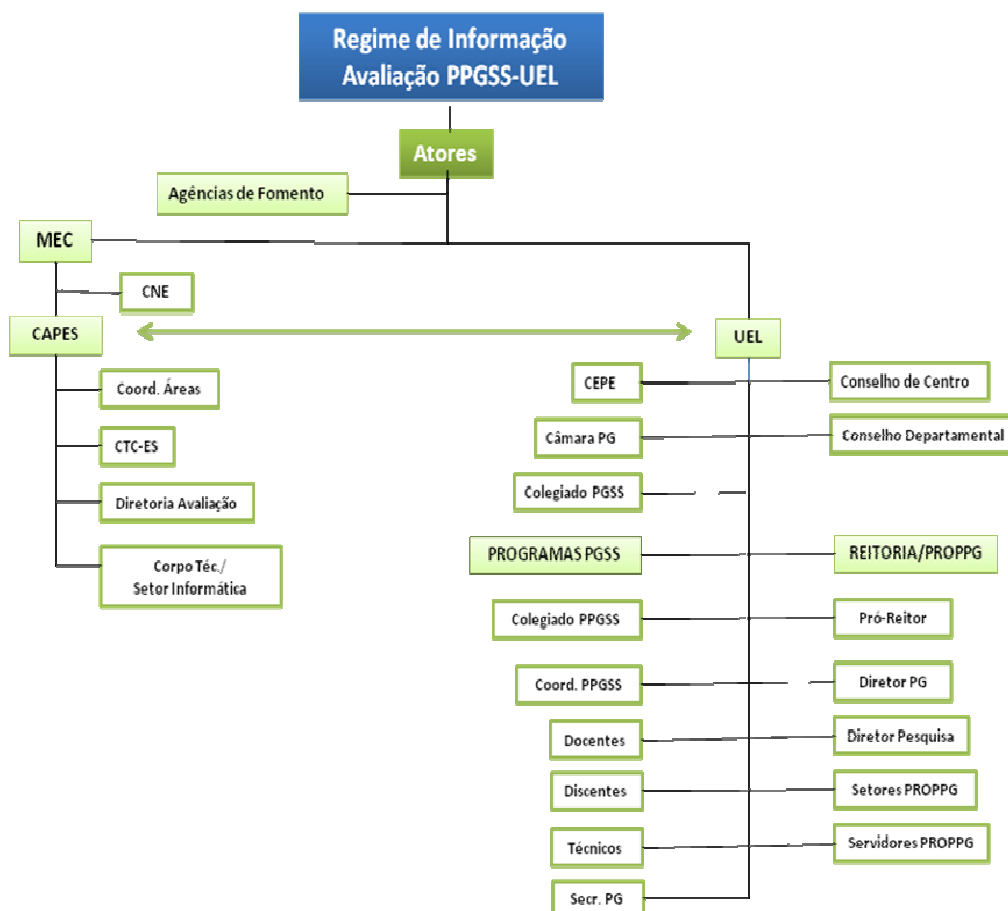 Regime de Informação
Avaliação PPGSS-UEL
Atores
Agências de Fomento
MEC
CNE
CAPES
UEL
Coord. Áreas
CTC-ES
Diretoria Avaliação
Corpo Téc./
Setor Informática
CEPE
Conselho de Centro
Câmara PG
Conselho Departamental
Colegiado PGSS
PROGRAMAS PGSS
REITORIA/PROPPG
Colegiado PPGSS
Pró-Reitor
Coord. PPGSS
Diretor PG
Docentes
Diretor Pesquisa
Discentes
Setores PROPPG
Técnicos
Servidores PROPPG
Secr. PG